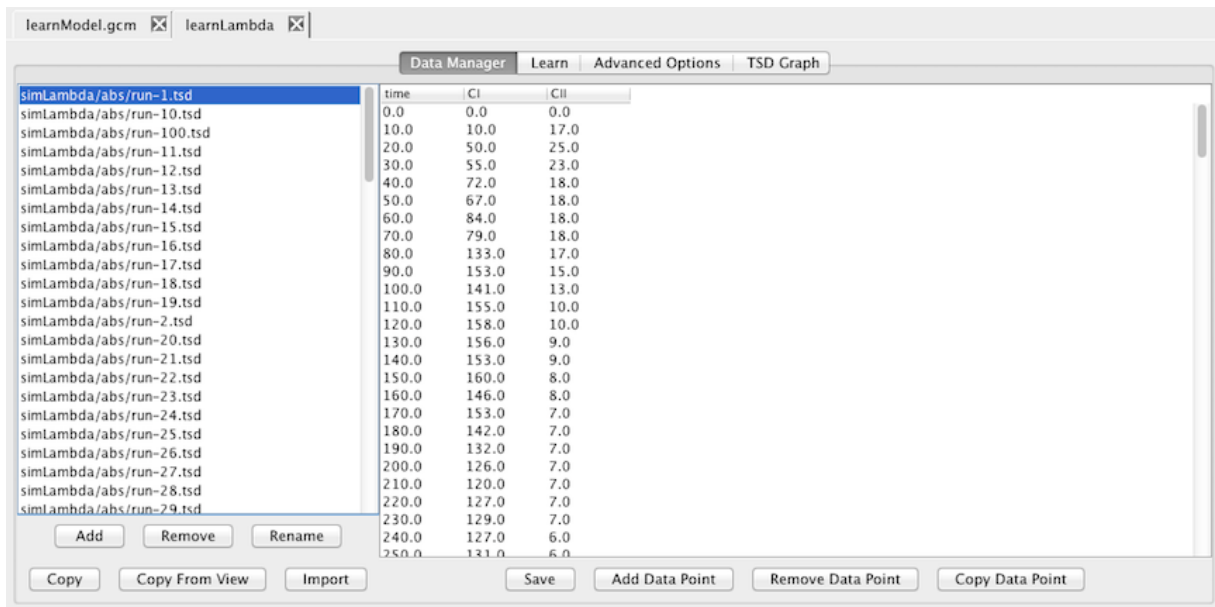 learnModel.gcm learnLambda
Data Manager Learn Advanced Options TSD Graph
simLambda/abs/run-1.tsd
simLambda/abs/run-10.tsd
simLambda/abs/run-100.tsd
simLambda/abs/run-11.tsd
simLambda/abs/run-12.tsd
simLambda/abs/run-13.tsd
simLambda/abs/run-14.tsd
simLambda/abs/run-15.tsd
simLambda/abs/run-16.tsd
simLambda/abs/run-17.tsd
simLambda/abs/run-18.tsd
simLambda/abs/run-19.tsd
simLambda/abs/run-2.tsd
simLambda/abs/run-20.tsd
simLambda/abs/run-21.tsd
simLambda/abs/run-22.tsd
simLambda/abs/run-23.tsd
simLambda/abs/run-24.tsd
simLambda/abs/run-25.tsd
simLambda/abs/run-26.tsd
simLambda/abs/run-27.tsd
simLambda/abs/run-28.tsd
simLambda/abs/run-29.tsd
Add Remove Rename
Copy Copy From View Import
time CI CII
0.0 0.0 0.0
10.0 10.0 17.0
20.0 50.0 25.0
30.0 55.0 23.0
40.0 72.0 18.0
50.0 67.0 18.0
60.0 84.0 18.0
70.0 79.0 18.0
80.0 133.0 17.0
90.0 153.0 15.0
100.0 141.0 13.0
110.0 155.0 10.0
120.0 158.0 10.0
130.0 156.0 9.0
140.0 153.0 9.0
150.0 160.0 8.0
160.0 146.0 8.0
170.0 153.0 7.0
180.0 142.0 7.0
190.0 132.0 7.0
200.0 126.0 7.0
210.0 120.0 7.0
220.0 127.0 7.0
230.0 129.0 7.0
240.0 127.0 6.0
250.0 131.0 6.0
Save Add Data Point Remove Data Point Copy Data Point